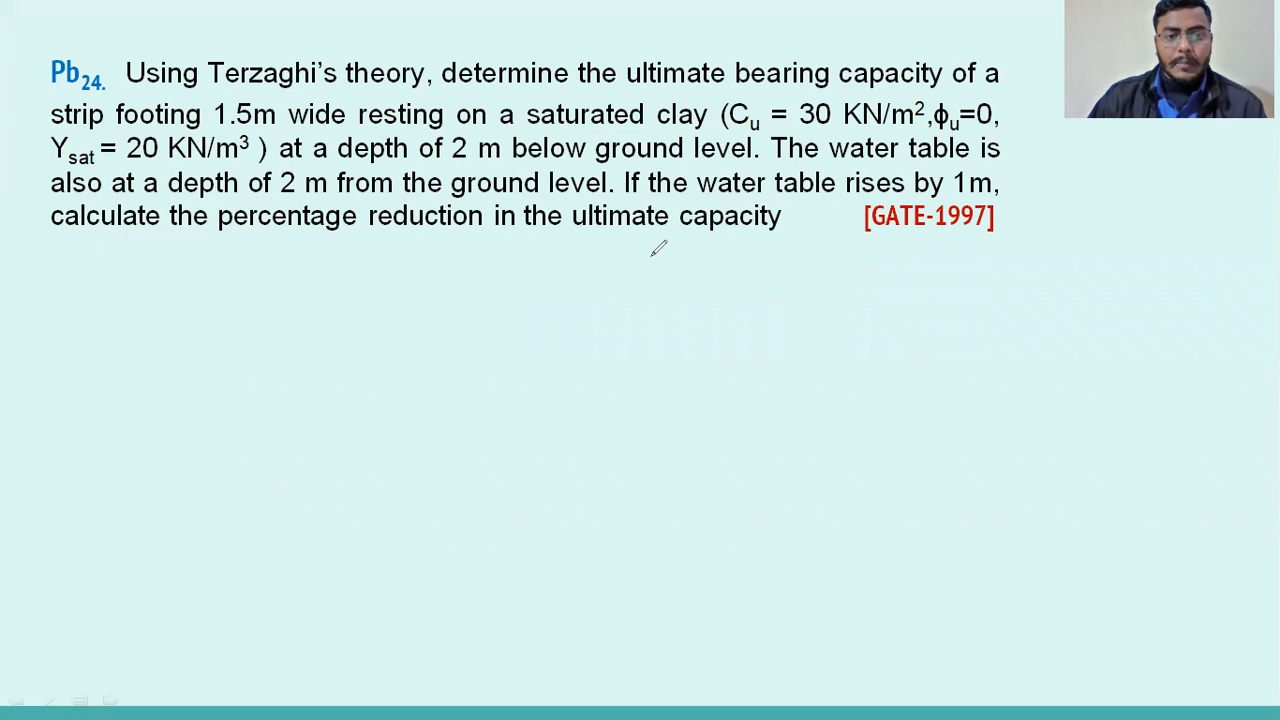 Pb24. Using Terzaghi's theory, determine the ultimate bearing capacity of a
strip footing 1.5m wide resting on a saturated clay (Cu = 30 KN/m2,ϕu=0,
Ysat = 20 KN/m3 ) at a depth of 2 m below ground level. The water table is
also at a depth of 2 m from the ground level. If the water table rises by 1m,
calculate the percentage reduction in the ultimate capacity [GATE-1997]